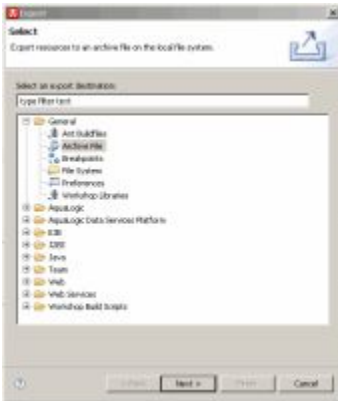 Export
Select
Export resources to an archive file on the local file system.
Select an export destination:
type filter text
General
Ant Buildfiles
Archive File
Breakpoints
File System
Preferences
Workshop Libraries
AquaLogic
AquaLogic Data Services Platform
EJB
J2EE
Java
Team
Web
Web Services
Workshop Build Scripts
< Back
Next >
Finish
Cancel